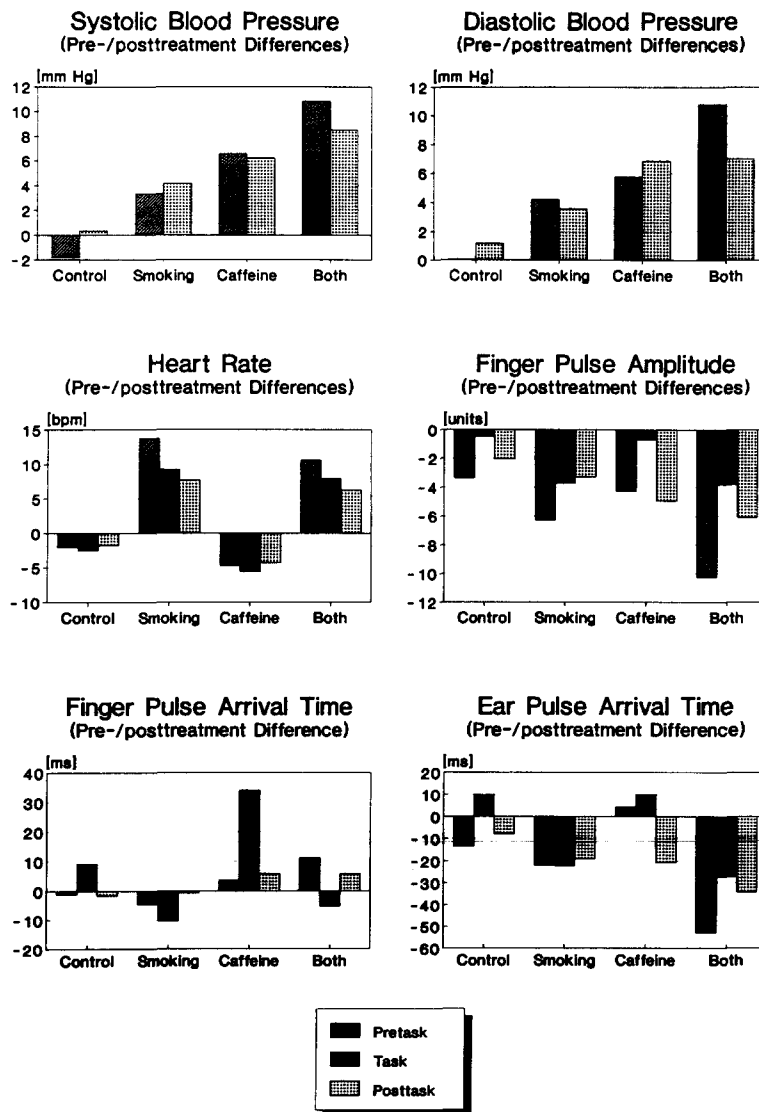 Systolic Blood Pressure
(Pre-/posttreatment Differences)
[mm Hg]
12
10
8
6
4
2
0
-2
Control Smoking Caffeine Both
Diastolic Blood Pressure
(Pre-/posttreatment Differences)
[mm Hg]
12
10
8
6
4
2
0
Control Smoking Caffeine Both
Heart Rate
(Pre-/posttreatment Differences)
[bpm]
15
10
5
0
-5
-10
Control Smoking Caffeine Both
Finger Pulse Amplitude
(Pre-/posttreatment Differences)
[units]
0
-2
-4
-6
-8
-10
-12
Control Smoking Caffeine Both
Finger Pulse Arrival Time
(Pre-/posttreatment Difference)
[ms]
40
30
20
10
0
-10
-20
Control Smoking Caffeine Both
Ear Pulse Arrival Time
(Pre-/posttreatment Difference)
[ms]
20
10
0
-10
-20
-30
-40
-50
-60
Control Smoking Caffeine Both
Pretask
Task
Posttask